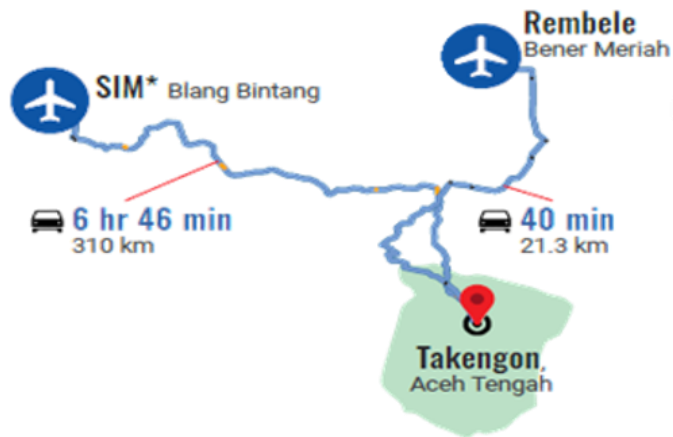 Rembele
Bener Meriah
SIM* Blang Bintang
6 hr 46 min
310 km
40 min
21.3 km
Takengon,
Aceh Tengah